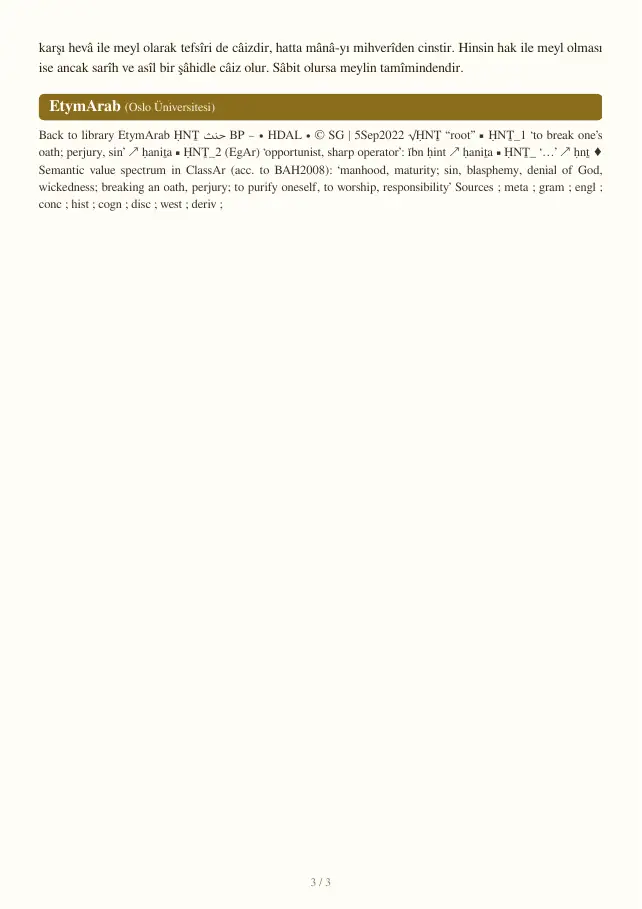 karşı hevâ ile meyl olarak tefsîri de câizdir, hatta mânâ-yı mihverîden cinstir. Hinsin hak ile meyl olması
ise ancak sarîh ve asîl bir şâhidle câiz olur. Sâbit olursa meylin tamîmindendir.
EtymArab (Oslo Üniversitesi)
Back to library EtymArab ḤNṮ حنث BP – • HDAL • © SG | 5Sep2022 √ḤNṮ “root” ▪ ḤNṮ_1 ‘to break one’s
oath; perjury, sin’ ↗ ḥaniṯa ▪ ḤNṮ_2 (EgAr) ‘opportunist, sharp operator’: ĭbn ḥint ↗ ḥaniṯa ▪ ḤNṮ_ ‘…’ ↗ ḥnṯ ♦
Semantic value spectrum in ClassAr (acc. to BAH2008): ‘manhood, maturity; sin, blasphemy, denial of God,
wickedness; breaking an oath, perjury; to purify oneself, to worship, responsibility’ Sources ; meta ; gram ; engl ;
conc ; hist ; cogn ; disc ; west ; deriv ;
3 / 3